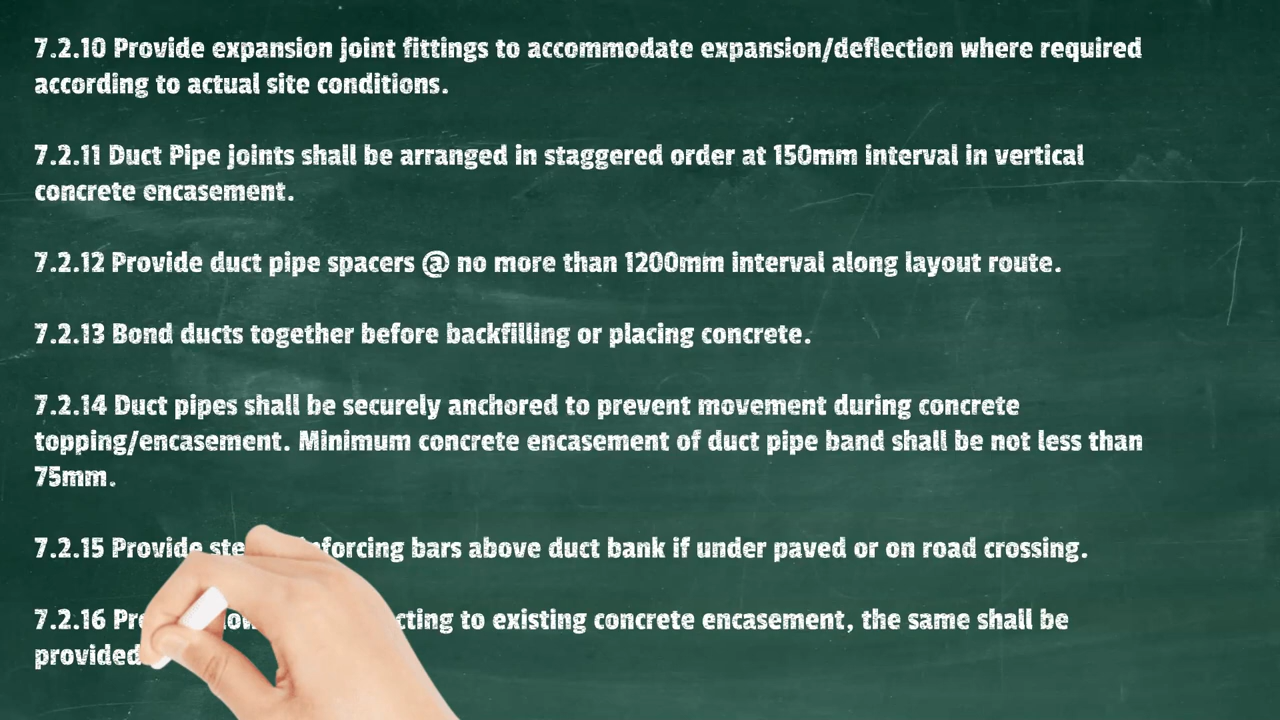 7.2.10 Provide expansion joint fittings to accommodate expansion/deflection where required
according to actual site conditions.
7.2.11 Duct Pipe joints shall be arranged in staggered order at 150mm interval in vertical
concrete encasement.
7.2.12 Provide duct pipe spacers @ no more than 1200mm interval along layout route.
7.2.13 Bond ducts together before backfilling or placing concrete.
7.2.14 Duct pipes shall be securely anchored to prevent movement during concrete
topping/encasement. Minimum concrete encasement of duct pipe band shall be not less than
75mm.
7.2.15 Provide bars above duct bank if under paved or on road crossing.
7.2.16 to existing concrete encasement, the same shall be
provided